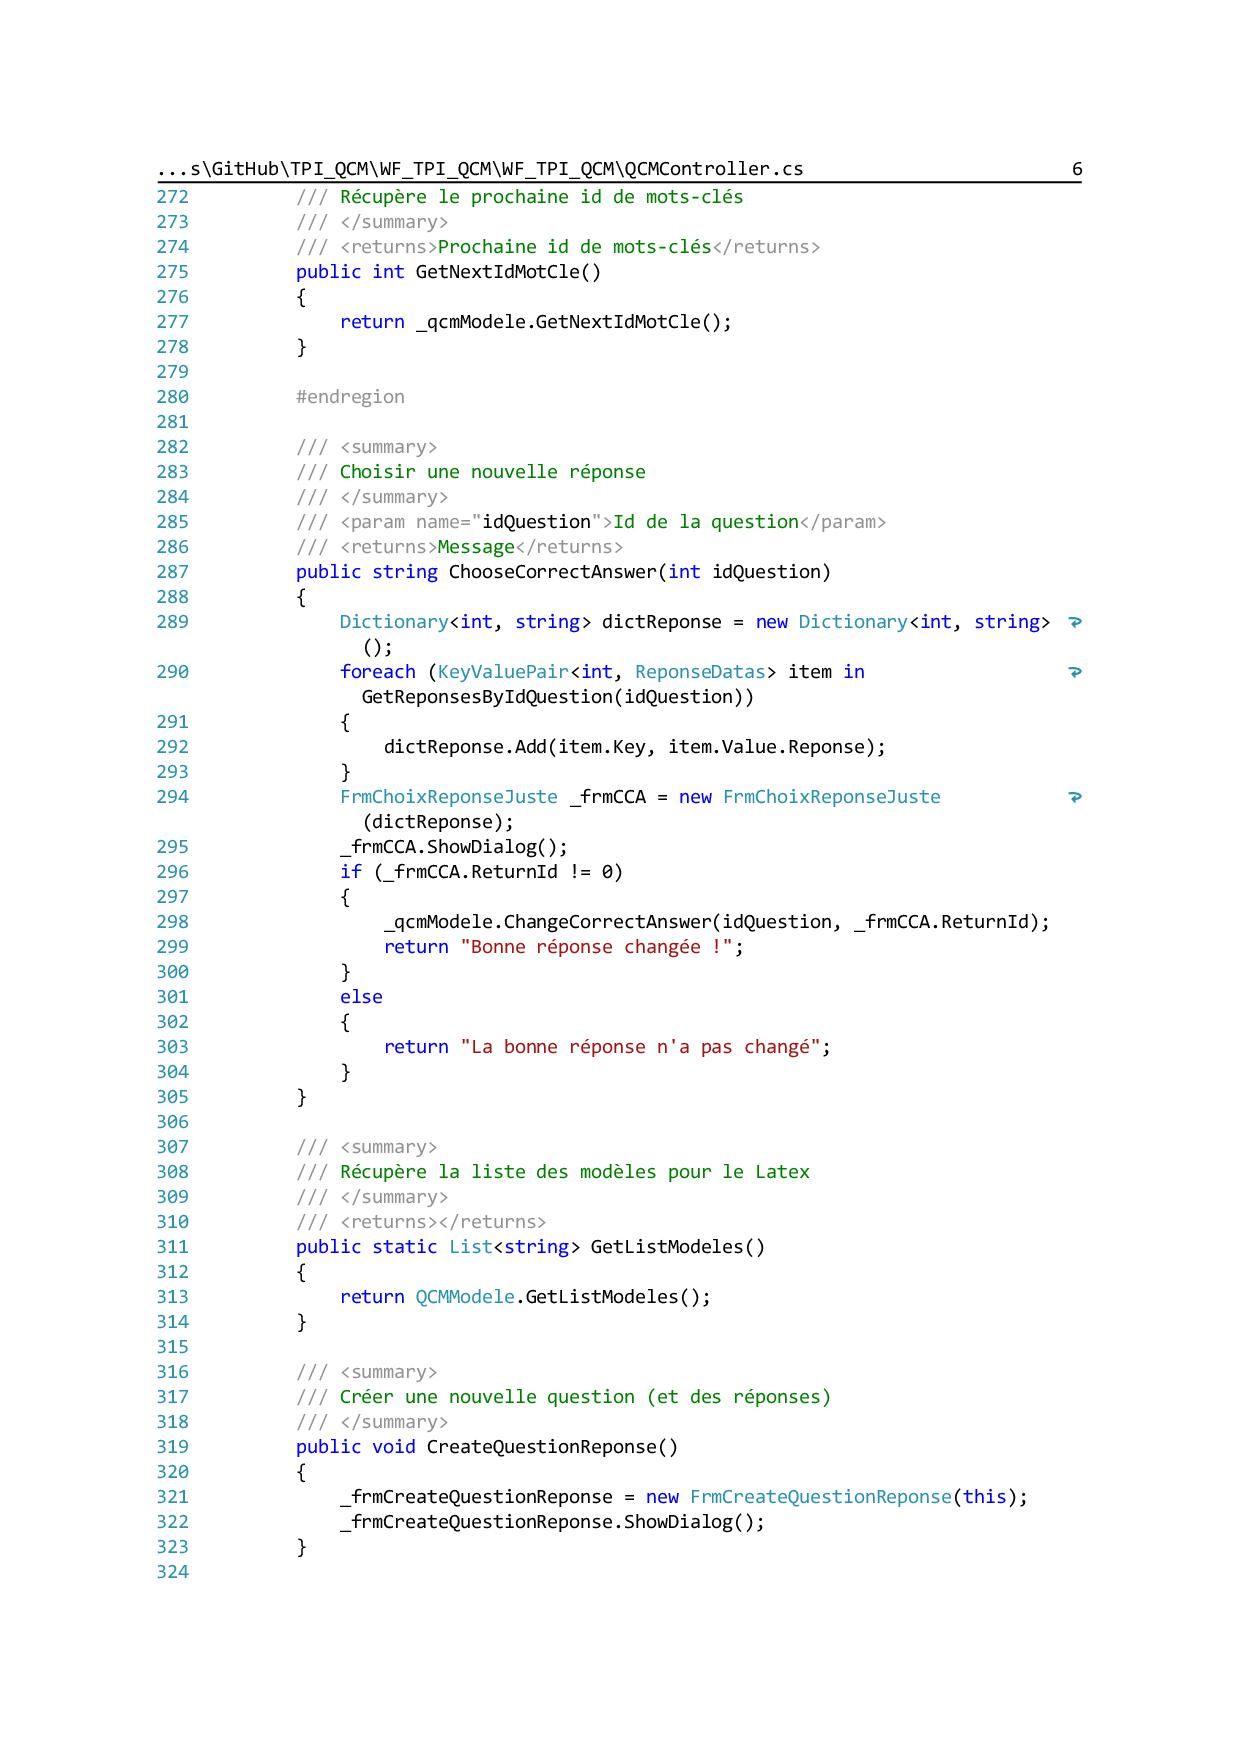 ...s\GitHub\TPI_QCM\WF_TPI_QCM\WF_TPI_QCM\QCMController.cs 6
272 /// Récupère le prochaine id de mots-clés
273 /// </summary>
274 /// <returns>Prochaine id de mots-clés</returns>
275 public int GetNextIdMotCle()
276 {
277 return _qcmModele.GetNextIdMotCle();
278 }
279
280 #endregion
281
282 /// <summary>
283 /// Choisir une nouvelle réponse
284 /// </summary>
285 /// <param name="idQuestion">Id de la question</param>
286 /// <returns>Message</returns>
287 public string ChooseCorrectAnswer(int idQuestion)
288 {
289 Dictionary<int, string> dictReponse = new Dictionary<int, string>
();
290 foreach (KeyValuePair<int, ReponseDatas> item in
GetReponsesByIdQuestion(idQuestion))
291 {
292 dictReponse.Add(item.Key, item.Value.Reponse);
293 }
294 FrmChoixReponseJuste _frmCCA = new FrmChoixReponseJuste
(dictReponse);
295 _frmCCA.ShowDialog();
296 if (_frmCCA.ReturnId != 0)
297 {
298 _qcmModele.ChangeCorrectAnswer(idQuestion, _frmCCA.ReturnId);
299 return "Bonne réponse changée !";
300 }
301 else
302 {
303 return "La bonne réponse n'a pas changé";
304 }
305 }
306
307 /// <summary>
308 /// Récupère la liste des modèles pour le Latex
309 /// </summary>
310 /// <returns></returns>
311 public static List<string> GetListModeles()
312 {
313 return QCMModele.GetListModeles();
314 }
315
316 /// <summary>
317 /// Créer une nouvelle question (et des réponses)
318 /// </summary>
319 public void CreateQuestionReponse()
320 {
321 _frmCreateQuestionReponse = new FrmCreateQuestionReponse(this);
322 _frmCreateQuestionReponse.ShowDialog();
323 }
324